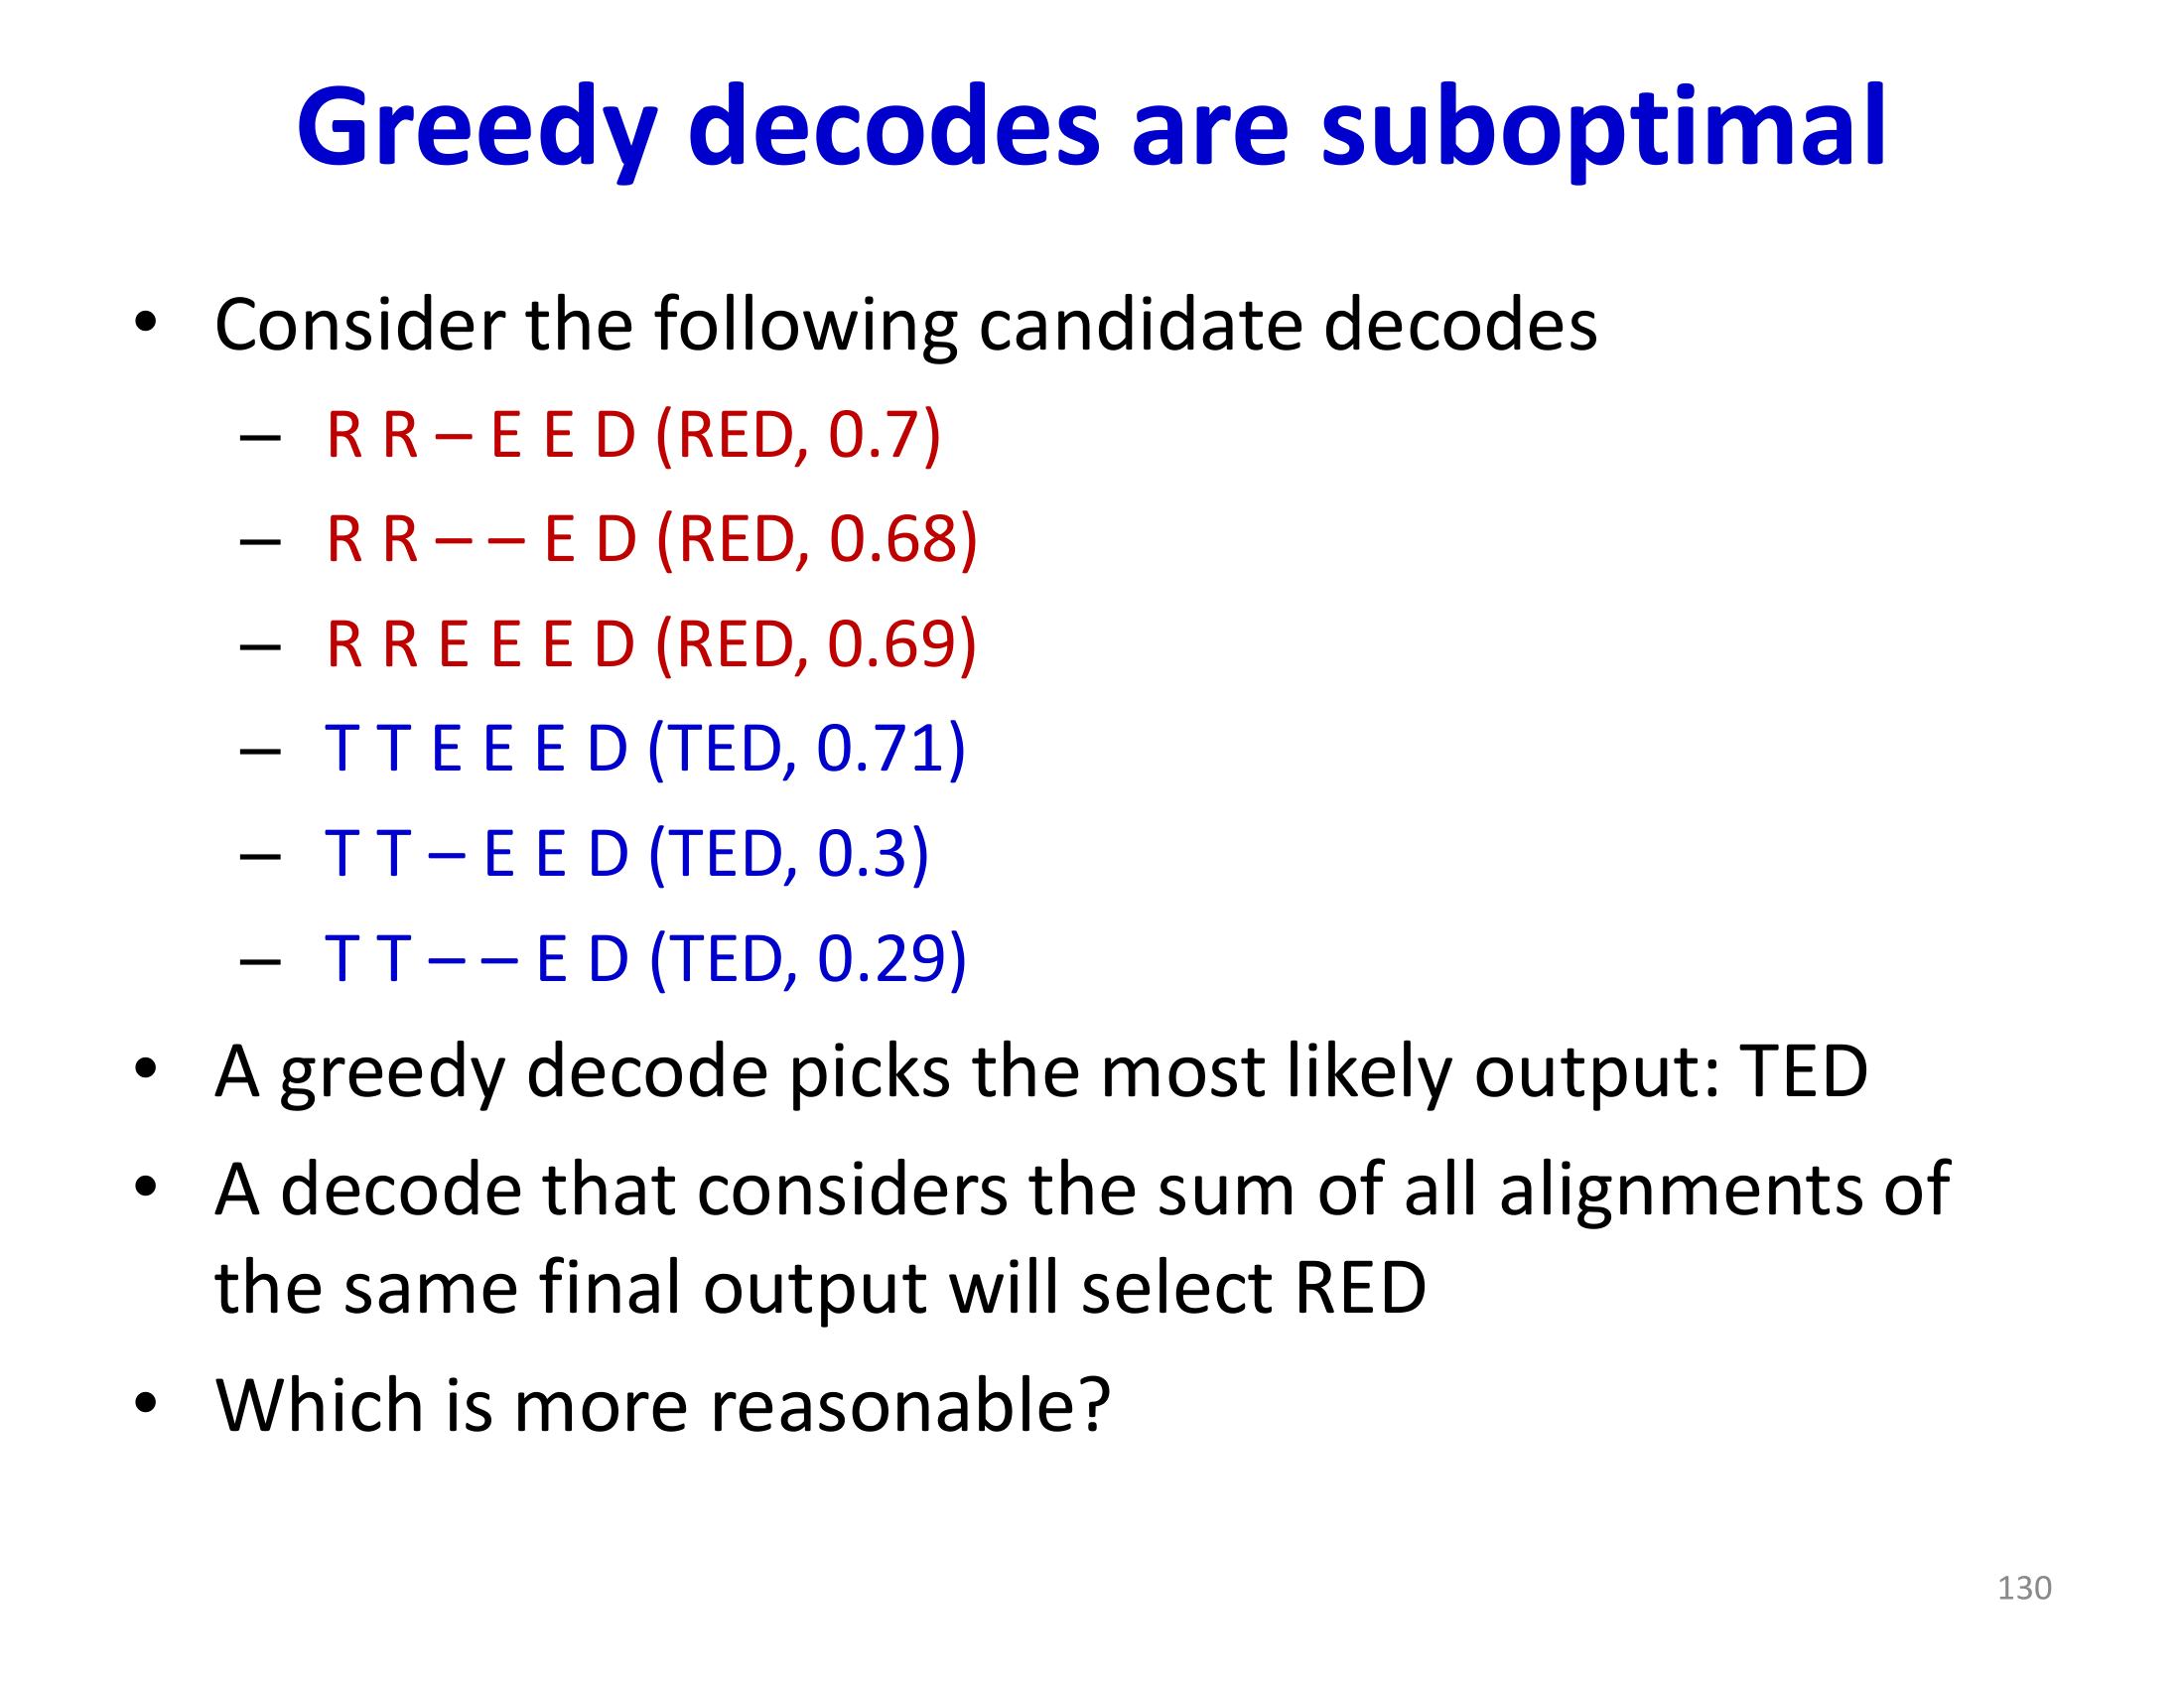 Greedy decodes are suboptimal
• Consider the following candidate decodes
– R R – E E D (RED, 0.7)
– R R – – E D (RED, 0.68)
– R R E E E D (RED, 0.69)
– T T E E E D (TED, 0.71)
– T T – E E D (TED, 0.3)
– T T – – E D (TED, 0.29)
• A greedy decode picks the most likely output: TED
• A decode that considers the sum of all alignments of
the same final output will select RED
• Which is more reasonable?
130